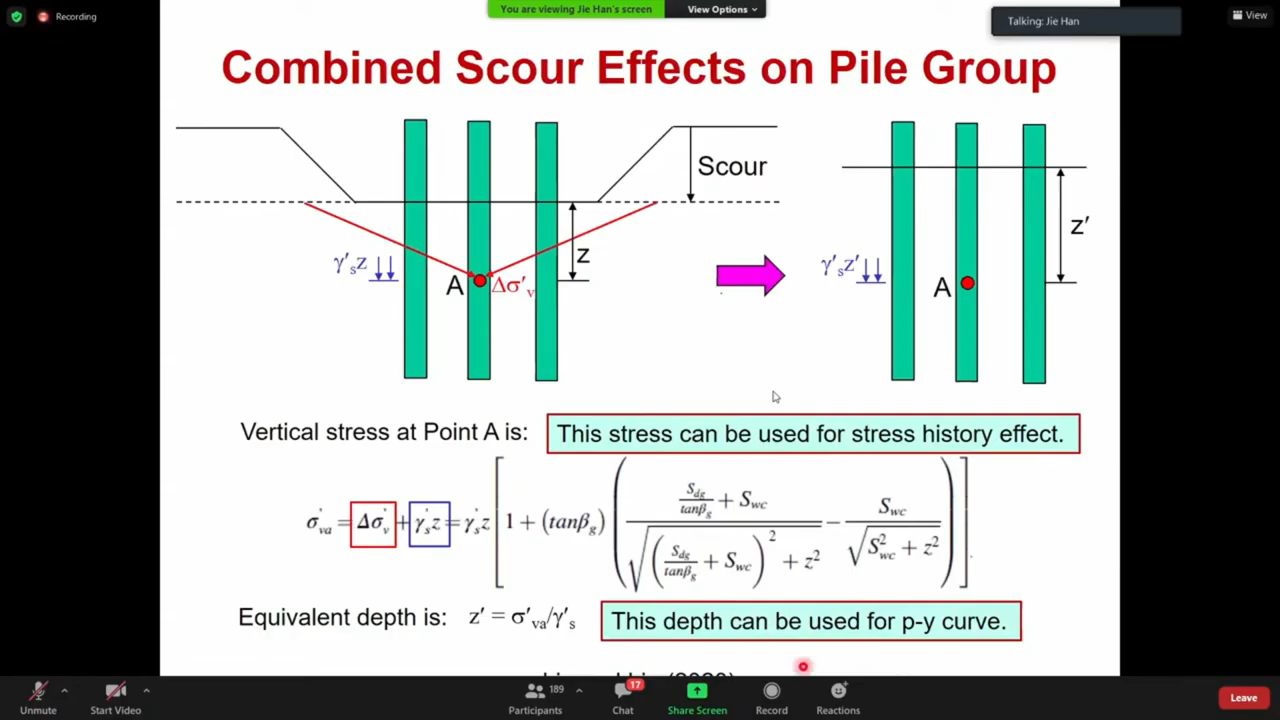 Recording
You are viewing Jie Han's screen
View Options
Talking: Jie Han
View
Combined Scour Effects on Pile Group
Scour
z
γ'sz
A
Δσ'v
z'
γ'sz'
A
Vertical stress at Point A is:
This stress can be used for stress history effect.
σ'va = Δσ'v + γ's z = γ's z [ 1 + (tanβg) ( (Sdg/tanβg + Swc) / √((Sdg/tanβg + Swc)² + z²) − Swc / √(S²wc + z²) ) ].
Equivalent depth is: z' = σ'va/γ's
This depth can be used for p-y curve.
Unmute
Start Video
189
Participants
17
Chat
Share Screen
Record
Reactions
Leave